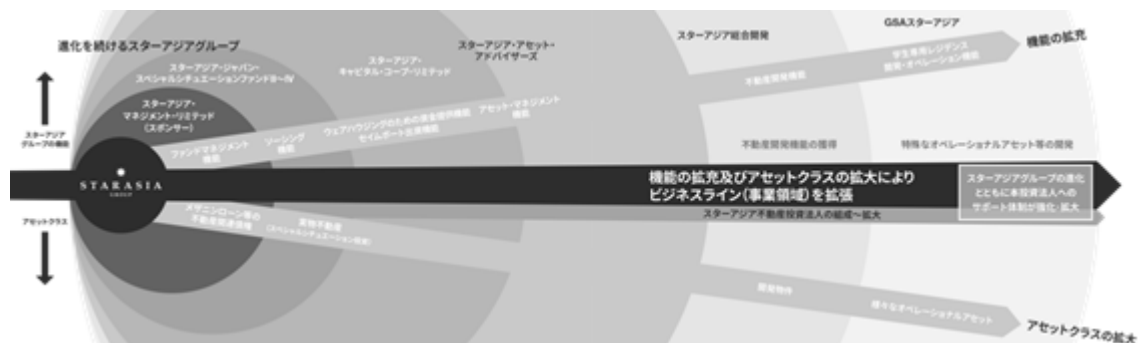 進化を続けるスターアジアグループ
スターアジア・ジャパン・
スペシャルシチュエーションファンドⅡ～Ⅳ
スターアジア・
マネジメント・リミテッド
(スポンサー)
スターアジア・
キャピタル・コープ・リミテッド
スターアジア・アセット・
アドバイザーズ
スターアジア総合開発
GSAスターアジア
機能の拡充
スターアジア
グループの機能
ファンドマネジメント
機能
ソーシング
機能
ウェアハウジングのための資金提供機能
セイムボート出資機能
アセット・マネジメント
機能
不動産開発機能
学生専用レジデンス
開発・オペレーション機能
不動産開発機能の獲得
特殊なオペレーショナルアセット等の開発
STARASIA
GROUP
機能の拡充及びアセットクラスの拡大により
ビジネスライン(事業領域)を拡張
スターアジアグループの進化
とともに本投資法人への
サポート体制が強化・拡大
スターアジア不動産投資法人の組成～拡大
アセットクラス
メザニンローン等の
不動産関連債権
実物不動産
(スペシャルシチュエーション投資)
開発物件
様々なオペレーショナルアセット
アセットクラスの拡大